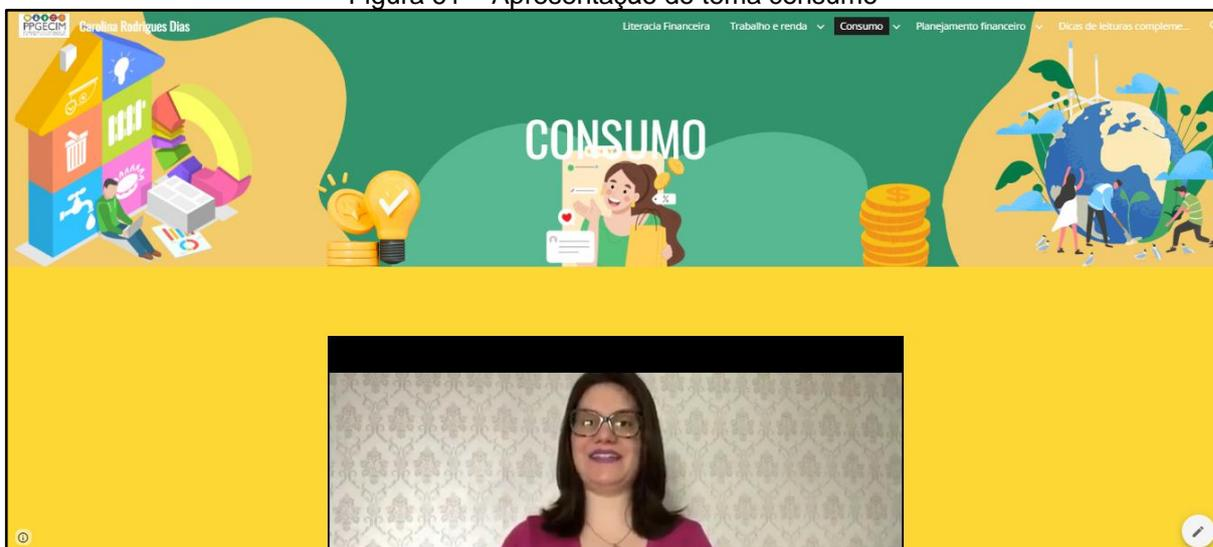 Figura 31 – Apresentação do tema consumo
PPGECIM
Carolina Rodrigues Dias
Literacia Financeira Trabalho e renda Consumo Planejamento financeiro Dicas de leituras compleme...
CONSUMO